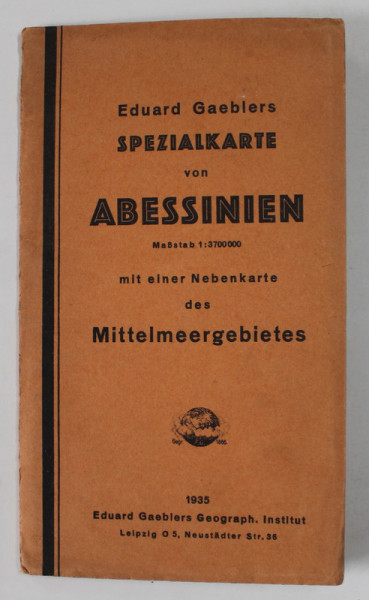 Eduard Gaeblers
SPEZIALKARTE
von
ABESSINIEN
Maßstab 1:3700000
mit einer Nebenkarte
des
Mittelmeergebietes
1935
Eduard Gaeblers Geograph. Institut
Leipzig O 5, Neustädter Str. 36